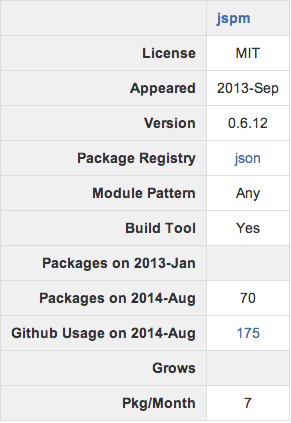 jspm
License MIT
Appeared 2013-Sep
Version 0.6.12
Package Registry json
Module Pattern Any
Build Tool Yes
Packages on 2013-Jan
Packages on 2014-Aug 70
Github Usage on 2014-Aug 175
Grows
Pkg/Month 7